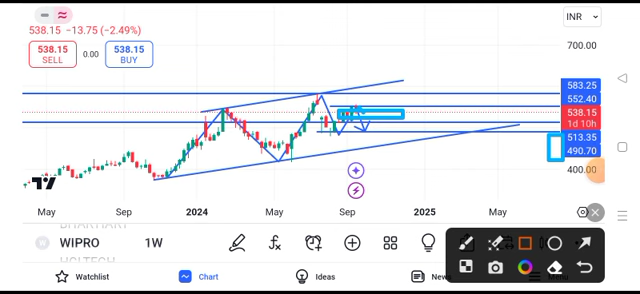 INR
538.15 -13.75 (-2.49%)
538.15
SELL
0.00
538.15
BUY
700.00
583.25
552.40
538.15
1d 10h
513.35
490.70
400.00
May Sep 2024 May Sep 2025 May
W WIPRO 1W
HCLTECH
Watchlist Chart Ideas News Menu